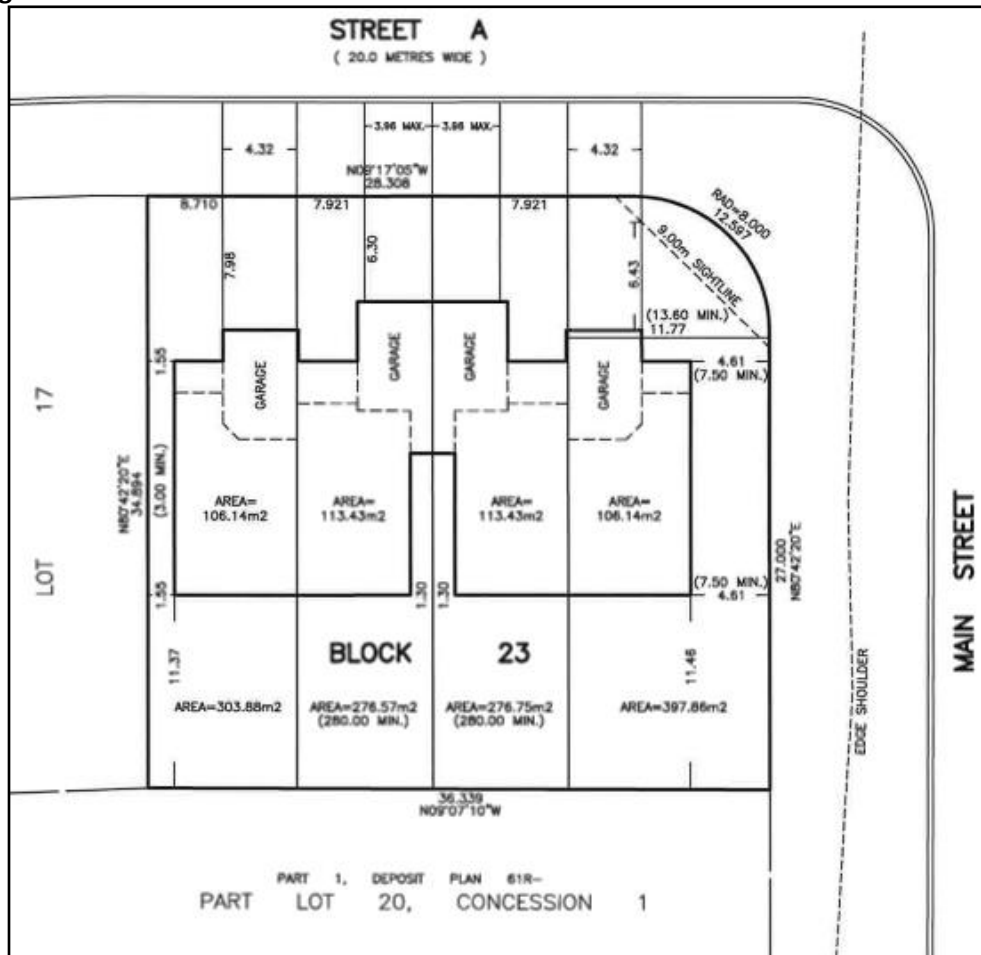 STREET A
( 20.0 METRES WIDE )
4.32
3.96 MAX.
3.96 MAX.
4.32
N09°17'05"W
28.308
8.710
7.921
7.921
RAD=8.000
12.597
7.98
6.30
6.43
9.00m SIGHTLINE
(13.60 MIN.)
11.77
1.55
GARAGE
GARAGE
GARAGE
GARAGE
4.61
(7.50 MIN.)
LOT 17
N80°42'20"E
34.894
(3.00 MIN.)
AREA=
106.14m2
AREA=
113.43m2
AREA=
113.43m2
AREA=
106.14m2
27.000
N80°42'20"E
MAIN STREET
1.55
1.30
1.30
(7.50 MIN.)
4.61
11.37
BLOCK 23
11.46
EDGE SHOULDER
AREA=303.88m2
AREA=276.57m2
(280.00 MIN.)
AREA=276.75m2
(280.00 MIN.)
AREA=397.86m2
36.339
N09°07'10"W
PART 1, DEPOSIT PLAN 61R-
PART LOT 20, CONCESSION 1